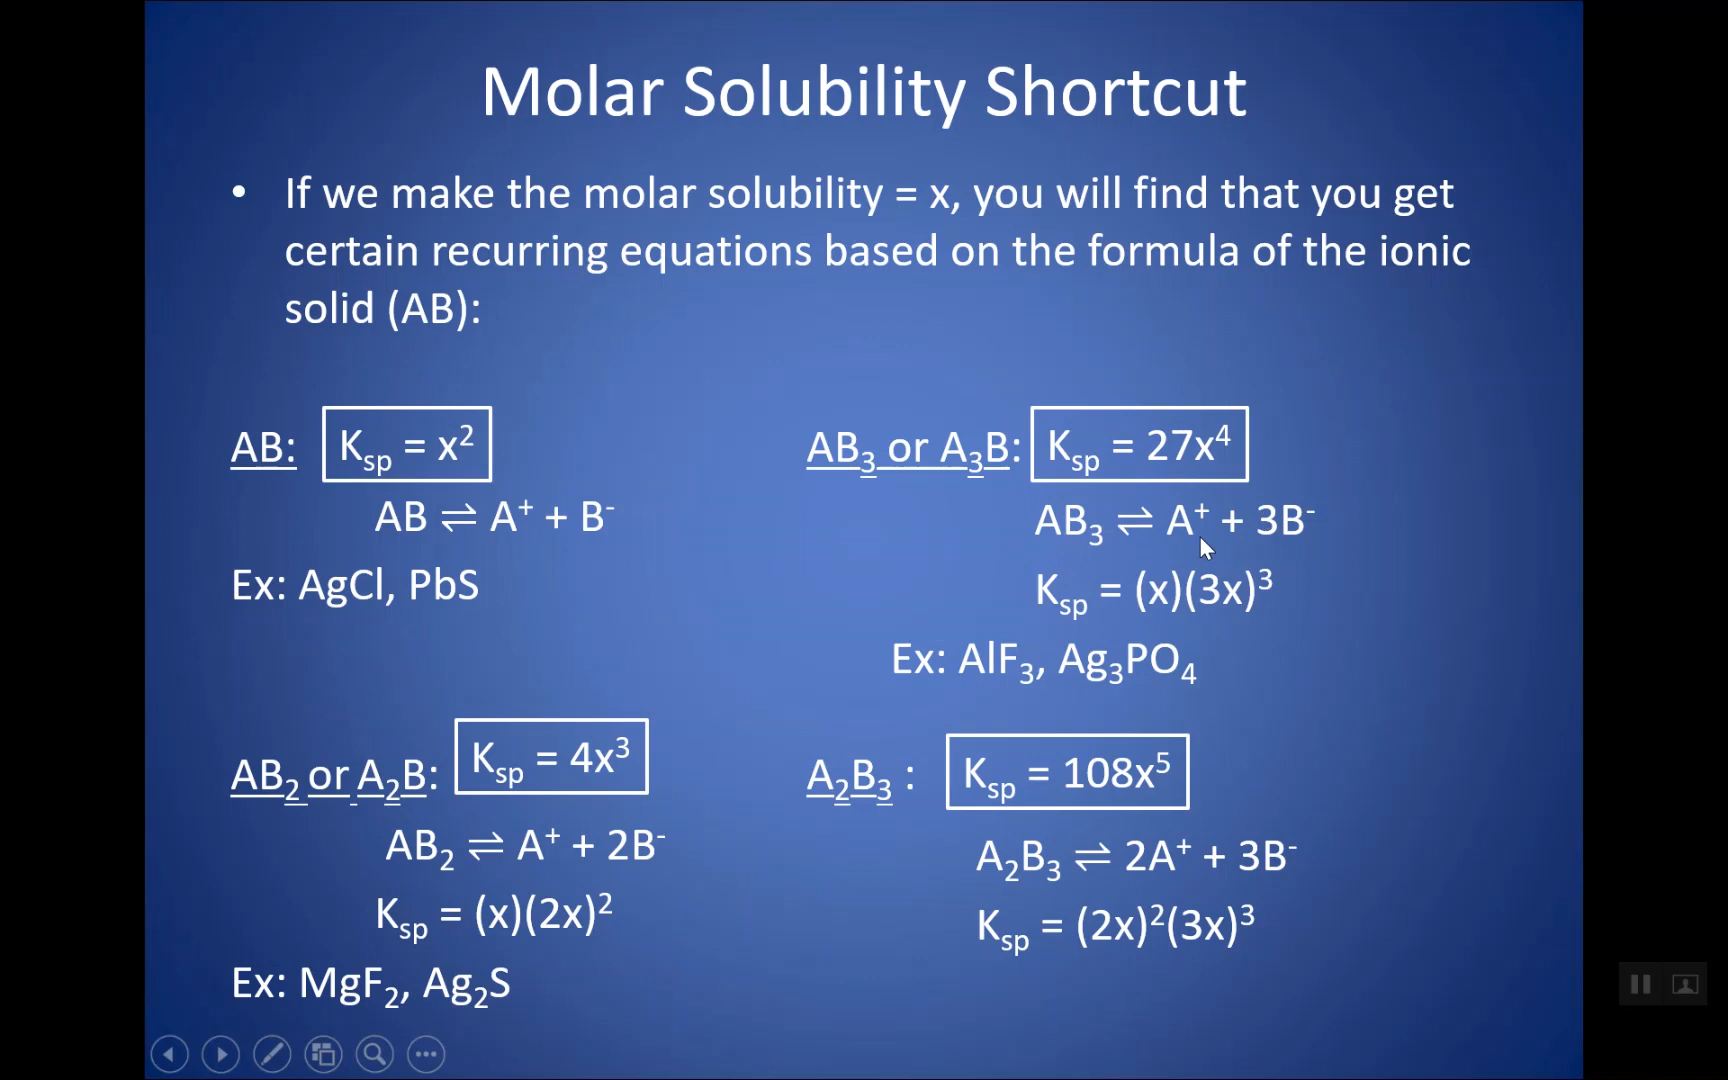 Molar Solubility Shortcut
• If we make the molar solubility = x, you will find that you get
certain recurring equations based on the formula of the ionic
solid (AB):
AB: Ksp = x²
AB ⇌ A⁺ + B⁻
Ex: AgCl, PbS
AB₃ or A₃B: Ksp = 27x⁴
AB₃ ⇌ A⁺ + 3B⁻
Ksp = (x)(3x)³
Ex: AlF₃, Ag₃PO₄
AB₂ or A₂B: Ksp = 4x³
AB₂ ⇌ A⁺ + 2B⁻
Ksp = (x)(2x)²
Ex: MgF₂, Ag₂S
A₂B₃ : Ksp = 108x⁵
A₂B₃ ⇌ 2A⁺ + 3B⁻
Ksp = (2x)²(3x)³